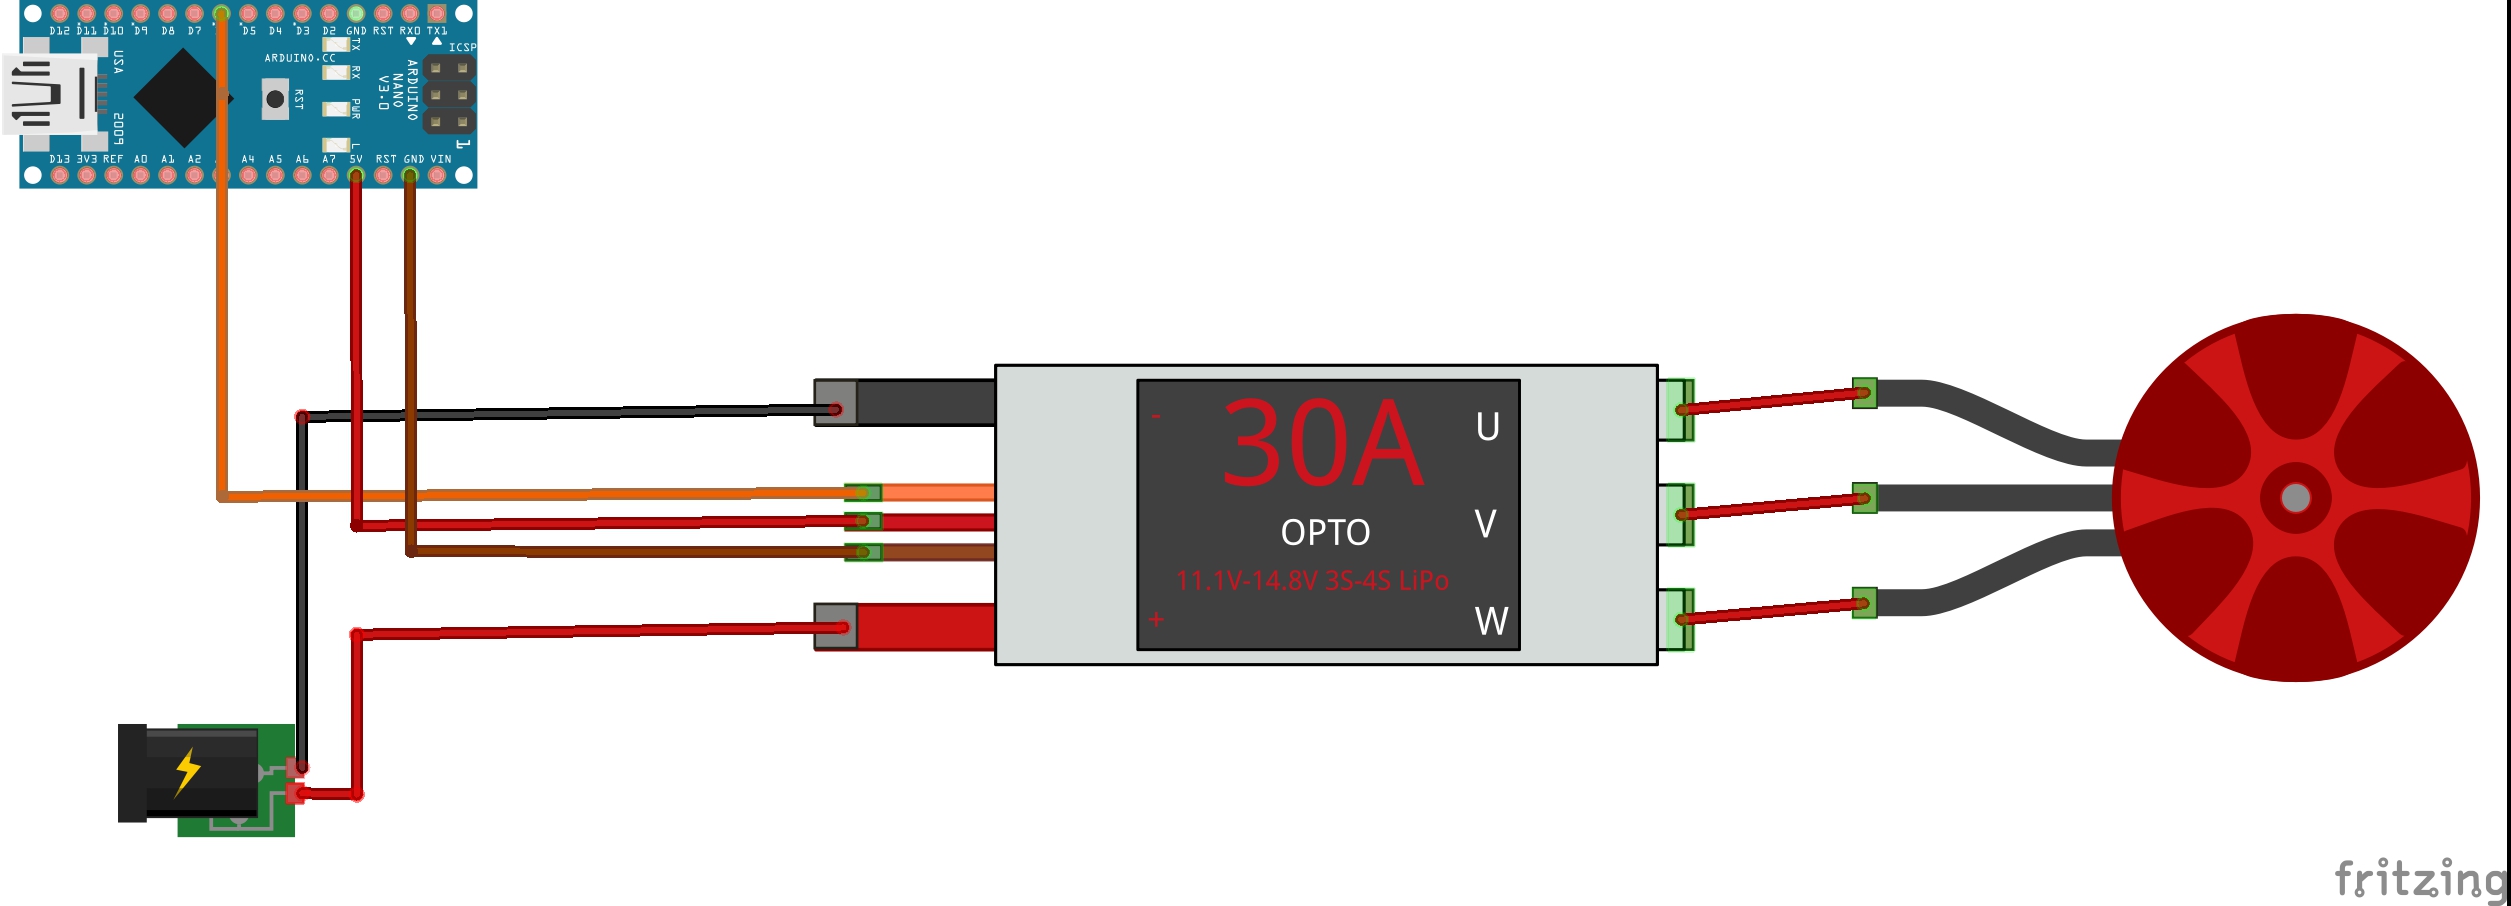 D12 D11 D10 D9 D8 D7 D5 D4 D3 D2 GND RST RX0 TX1
ICSP
TX
RX
PWR
L
USA
2009
ARDUINO.CC
RST
ARDUINO
NANO
V3.0
1
D13 3V3 REF A0 A1 A2 A4 A5 A6 A7 5V RST GND VIN
- 30A U
OPTO V
11.1V-14.8V 3S-4S LiPo
+ W
fritzing